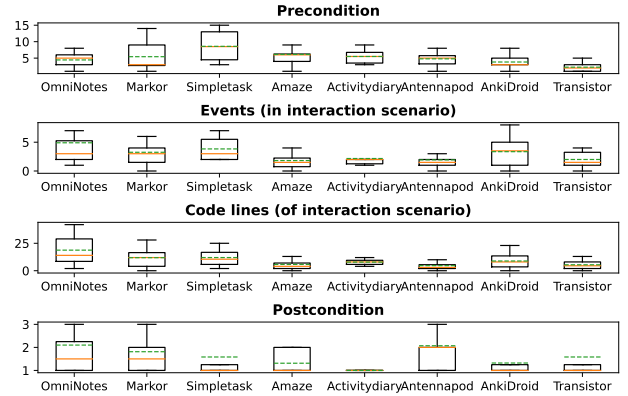 Precondition
15
10
5
OmniNotes Markor Simpletask Amaze Activitydiary Antennapod AnkiDroid Transistor
Events (in interaction scenario)
5
0
OmniNotes Markor Simpletask Amaze Activitydiary Antennapod AnkiDroid Transistor
Code lines (of interaction scenario)
25
0
OmniNotes Markor Simpletask Amaze Activitydiary Antennapod AnkiDroid Transistor
Postcondition
3
2
1
OmniNotes Markor Simpletask Amaze Activitydiary Antennapod AnkiDroid Transistor